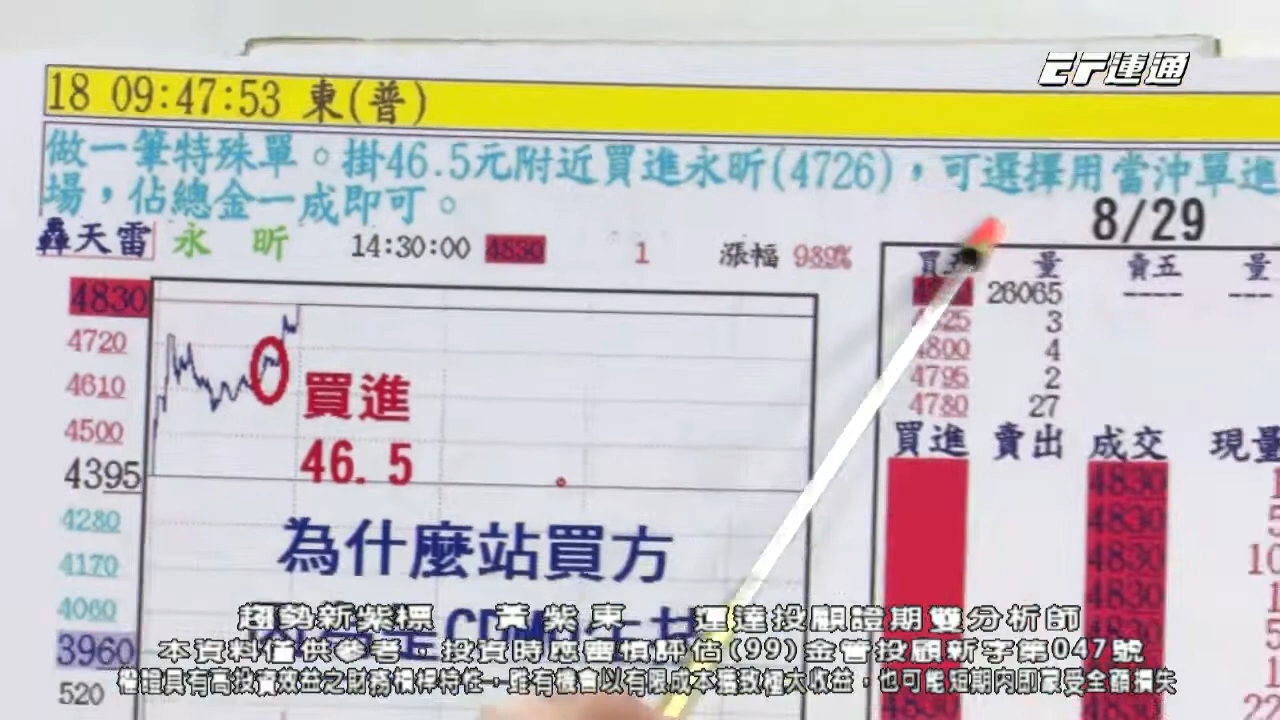 EFT運通
18 09:47:53 東(普)
做一筆特殊單。掛46.5元附近買進永昕(4726),可選擇用當沖單進
場,佔總金一成即可。
8/29
轟天雷 永 昕 14:30:00 4830 1 漲幅 989%
買五 量 賣五 量
26065 ---- ---
4825 3
4800 4
4795 2
4780 27
買進 賣出 成交 現量
4830
4720
4610
4500
4395
4280
4170
4060
3960
520
買進
46.5
為什麼站買方
4830 1
4830 5
4830 10
4830 1
4830 5
4830 1
4830 22
趨勢新紫標 黃紫東 運達投顧證期雙分析師
本資料僅供參考,投資時應審慎評估(99)金管投顧新字第047號
權證具有高投資效益之財務槓桿特性,雖有機會以有限成本獲致極大收益,也可能短期內即蒙受全額損失